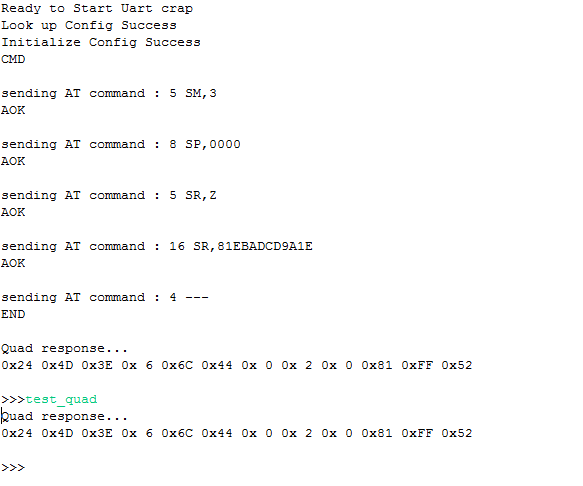 Ready to Start Uart crap
Look up Config Success
Initialize Config Success
CMD
sending AT command : 5 SM,3
AOK
sending AT command : 8 SP,0000
AOK
sending AT command : 5 SR,Z
AOK
sending AT command : 16 SR,81EBADCD9A1E
AOK
sending AT command : 4 ---
END
Quad response...
0x24 0x4D 0x3E 0x 6 0x6C 0x44 0x 0 0x 2 0x 0 0x81 0xFF 0x52
>>>test_quad
Quad response...
0x24 0x4D 0x3E 0x 6 0x6C 0x44 0x 0 0x 2 0x 0 0x81 0xFF 0x52
>>>